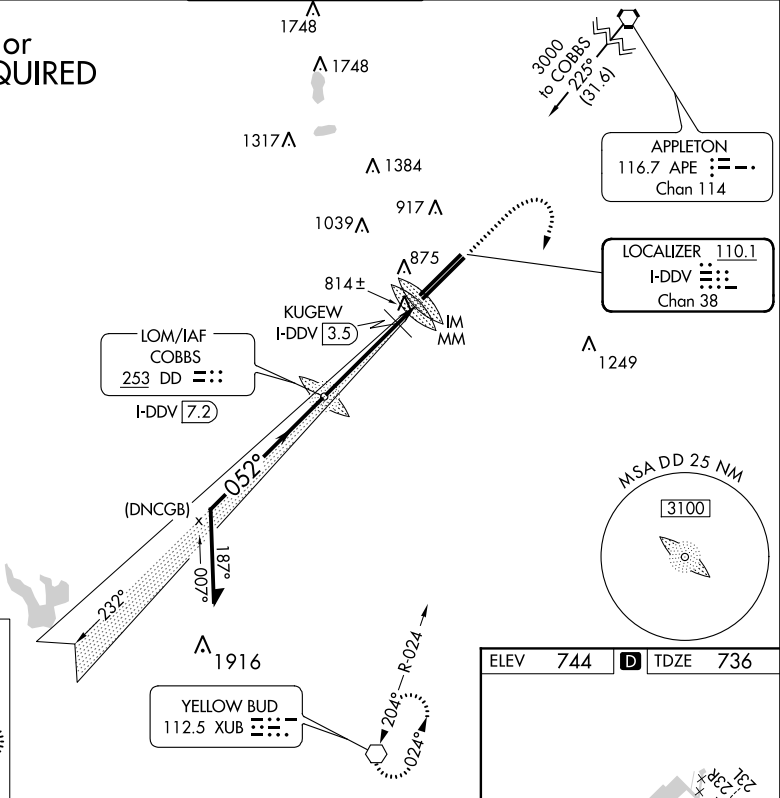 or
QUIRED
1748
1748
1317
1384
1039
917
875
814±
3000
to COBBS
225°
(31.6)
APPLETON
116.7 APE
Chan 114
LOCALIZER 110.1
I-DDV
Chan 38
KUGEW
I-DDV 3.5
IM
MM
LOM/IAF
COBBS
253 DD
I-DDV 7.2
1249
052°
(DNCGB)
x
187°
007°
232°
MSA DD 25 NM
3100
1916
YELLOW BUD
112.5 XUB
204° R-024
024°
ELEV 744 D TDZE 736
23R
23L